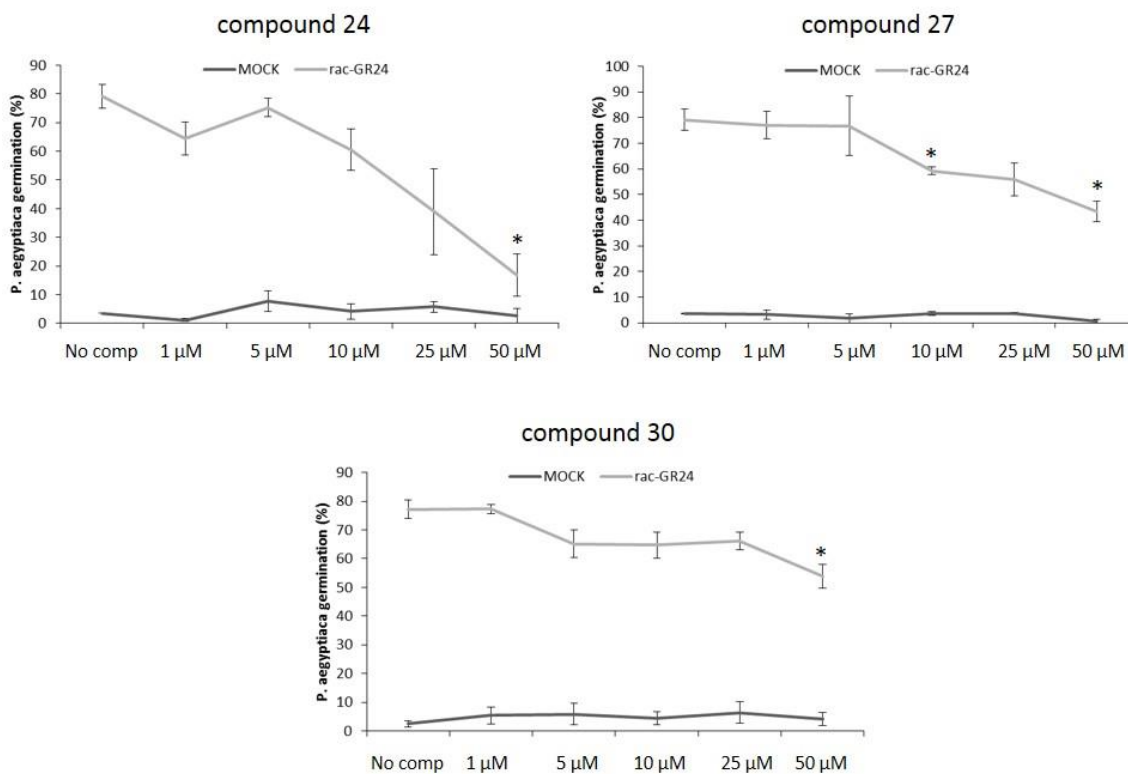 compound 24
MOCK rac-GR24
P. aegyptiaca germination (%)
90
80
70
60
50
40
30
20
10
0
*
No comp 1 µM 5 µM 10 µM 25 µM 50 µM
compound 27
MOCK rac-GR24
P. aegyptiaca germination (%)
100
90
80
70
60
50
40
30
20
10
0
* *
No comp 1 µM 5 µM 10 µM 25 µM 50 µM
compound 30
MOCK rac-GR24
P. aegyptiaca germination (%)
90
80
70
60
50
40
30
20
10
0
*
No comp 1 µM 5 µM 10 µM 25 µM 50 µM